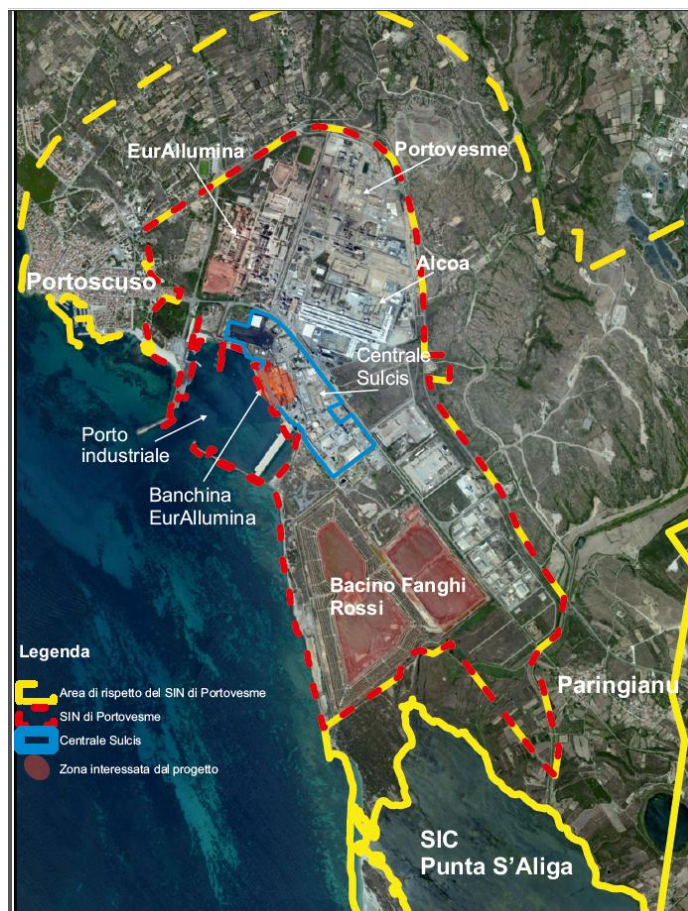 EurAllumina
Portovesme
Portoscuso
Alcoa
Centrale
Sulcis
Porto
industriale
Banchina
EurAllumina
Bacino Fanghi
Rossi
Legenda
Area di rispetto del SIN di Portovesme
SIN di Portovesme
Centrale Sulcis
Zona interessata dal progetto
Paringianu
SIC
Punta S'Aliga